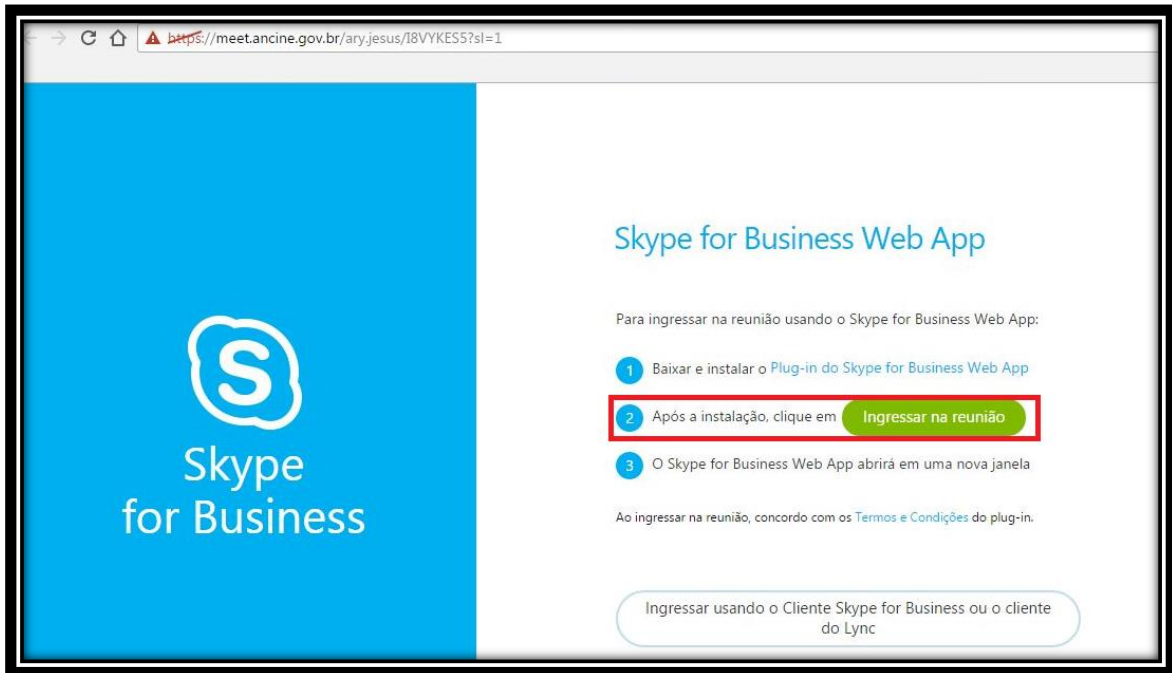 https://meet.ancine.gov.br/ary.jesus/I8VYKES5?sl=1
Skype for Business Web App
Para ingressar na reunião usando o Skype for Business Web App:
1 Baixar e instalar o Plug-in do Skype for Business Web App
2 Após a instalação, clique em Ingressar na reunião
3 O Skype for Business Web App abrirá em uma nova janela
Ao ingressar na reunião, concordo com os Termos e Condições do plug-in.
Ingressar usando o Cliente Skype for Business ou o cliente
do Lync
S
Skype
for Business